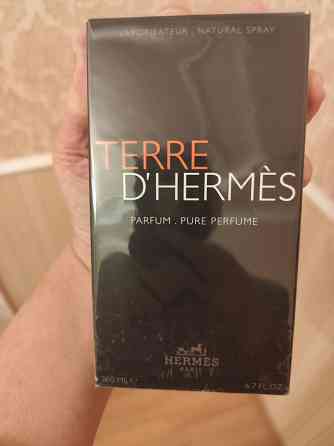 VAPORISATEUR . NATURAL SPRAY
TERRE
D'HERMÈS
PARFUM . PURE PERFUME
HERMÈS
PARIS
200 ML ℮ 6.7 FL.OZ